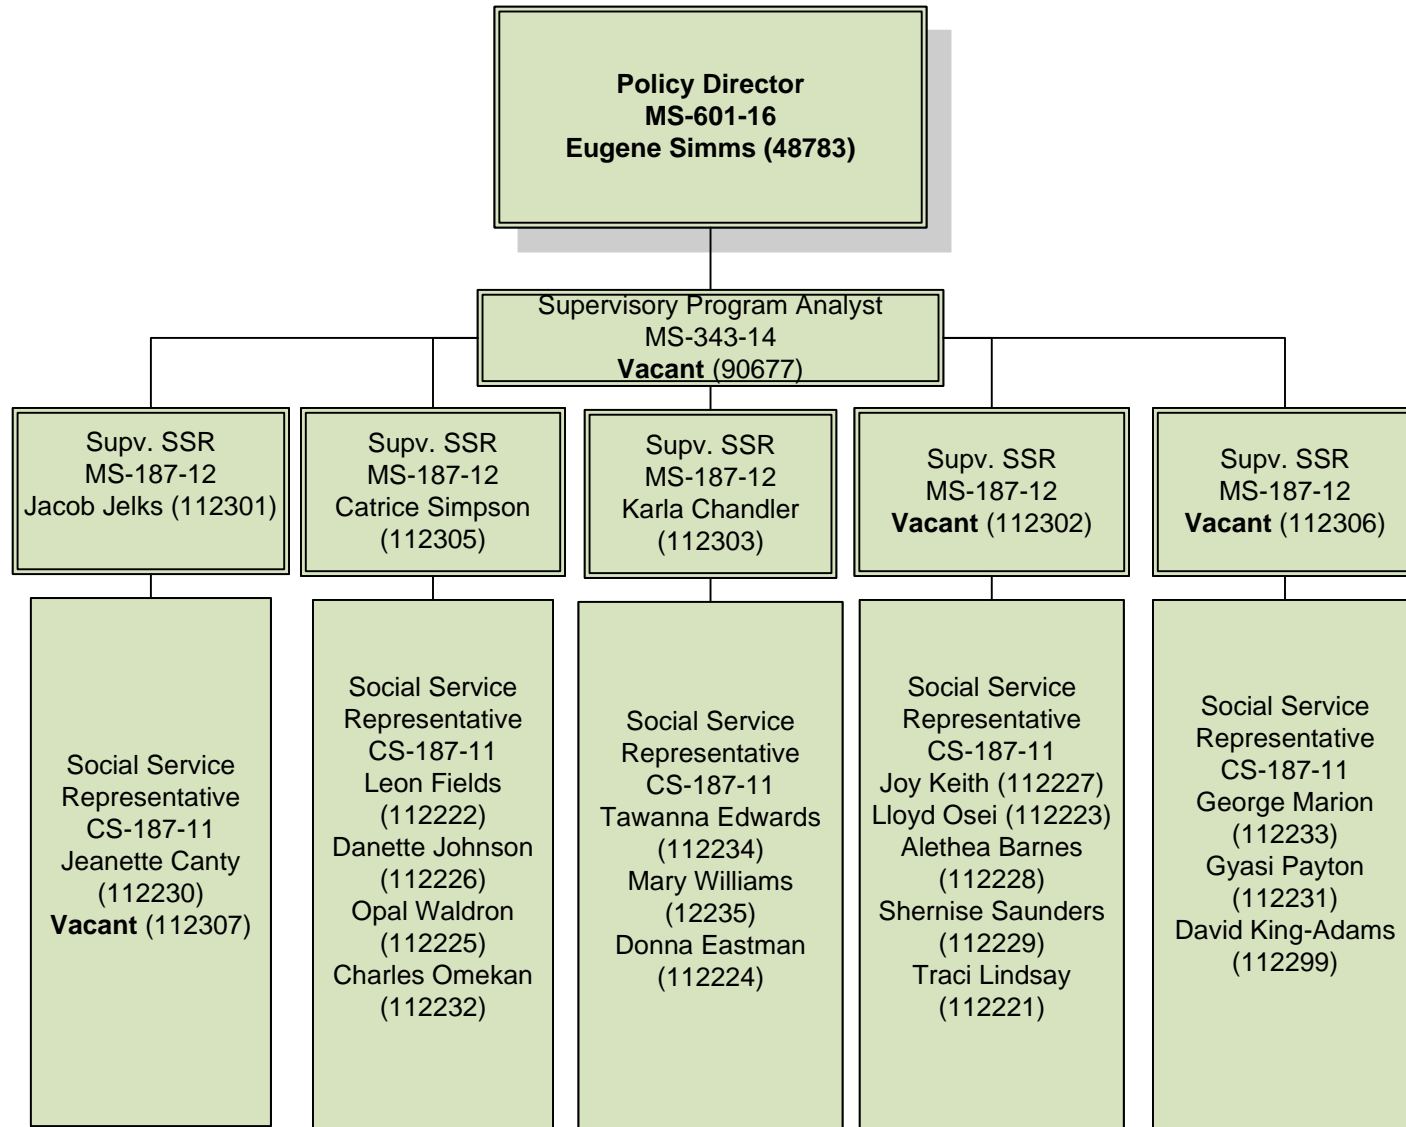 Policy Director
MS-601-16
Eugene Simms (48783)
Supervisory Program Analyst
MS-343-14
Vacant (90677)
Supv. SSR
MS-187-12
Jacob Jelks (112301)
Supv. SSR
MS-187-12
Catrice Simpson
(112305)
Supv. SSR
MS-187-12
Karla Chandler
(112303)
Supv. SSR
MS-187-12
Vacant (112302)
Supv. SSR
MS-187-12
Vacant (112306)
Social Service
Representative
CS-187-11
Jeanette Canty
(112230)
Vacant (112307)
Social Service
Representative
CS-187-11
Leon Fields
(112222)
Danette Johnson
(112226)
Opal Waldron
(112225)
Charles Omekan
(112232)
Social Service
Representative
CS-187-11
Tawanna Edwards
(112234)
Mary Williams
(12235)
Donna Eastman
(112224)
Social Service
Representative
CS-187-11
Joy Keith (112227)
Lloyd Osei (112223)
Alethea Barnes
(112228)
Shernise Saunders
(112229)
Traci Lindsay
(112221)
Social Service
Representative
CS-187-11
George Marion
(112233)
Gyasi Payton
(112231)
David King-Adams
(112299)